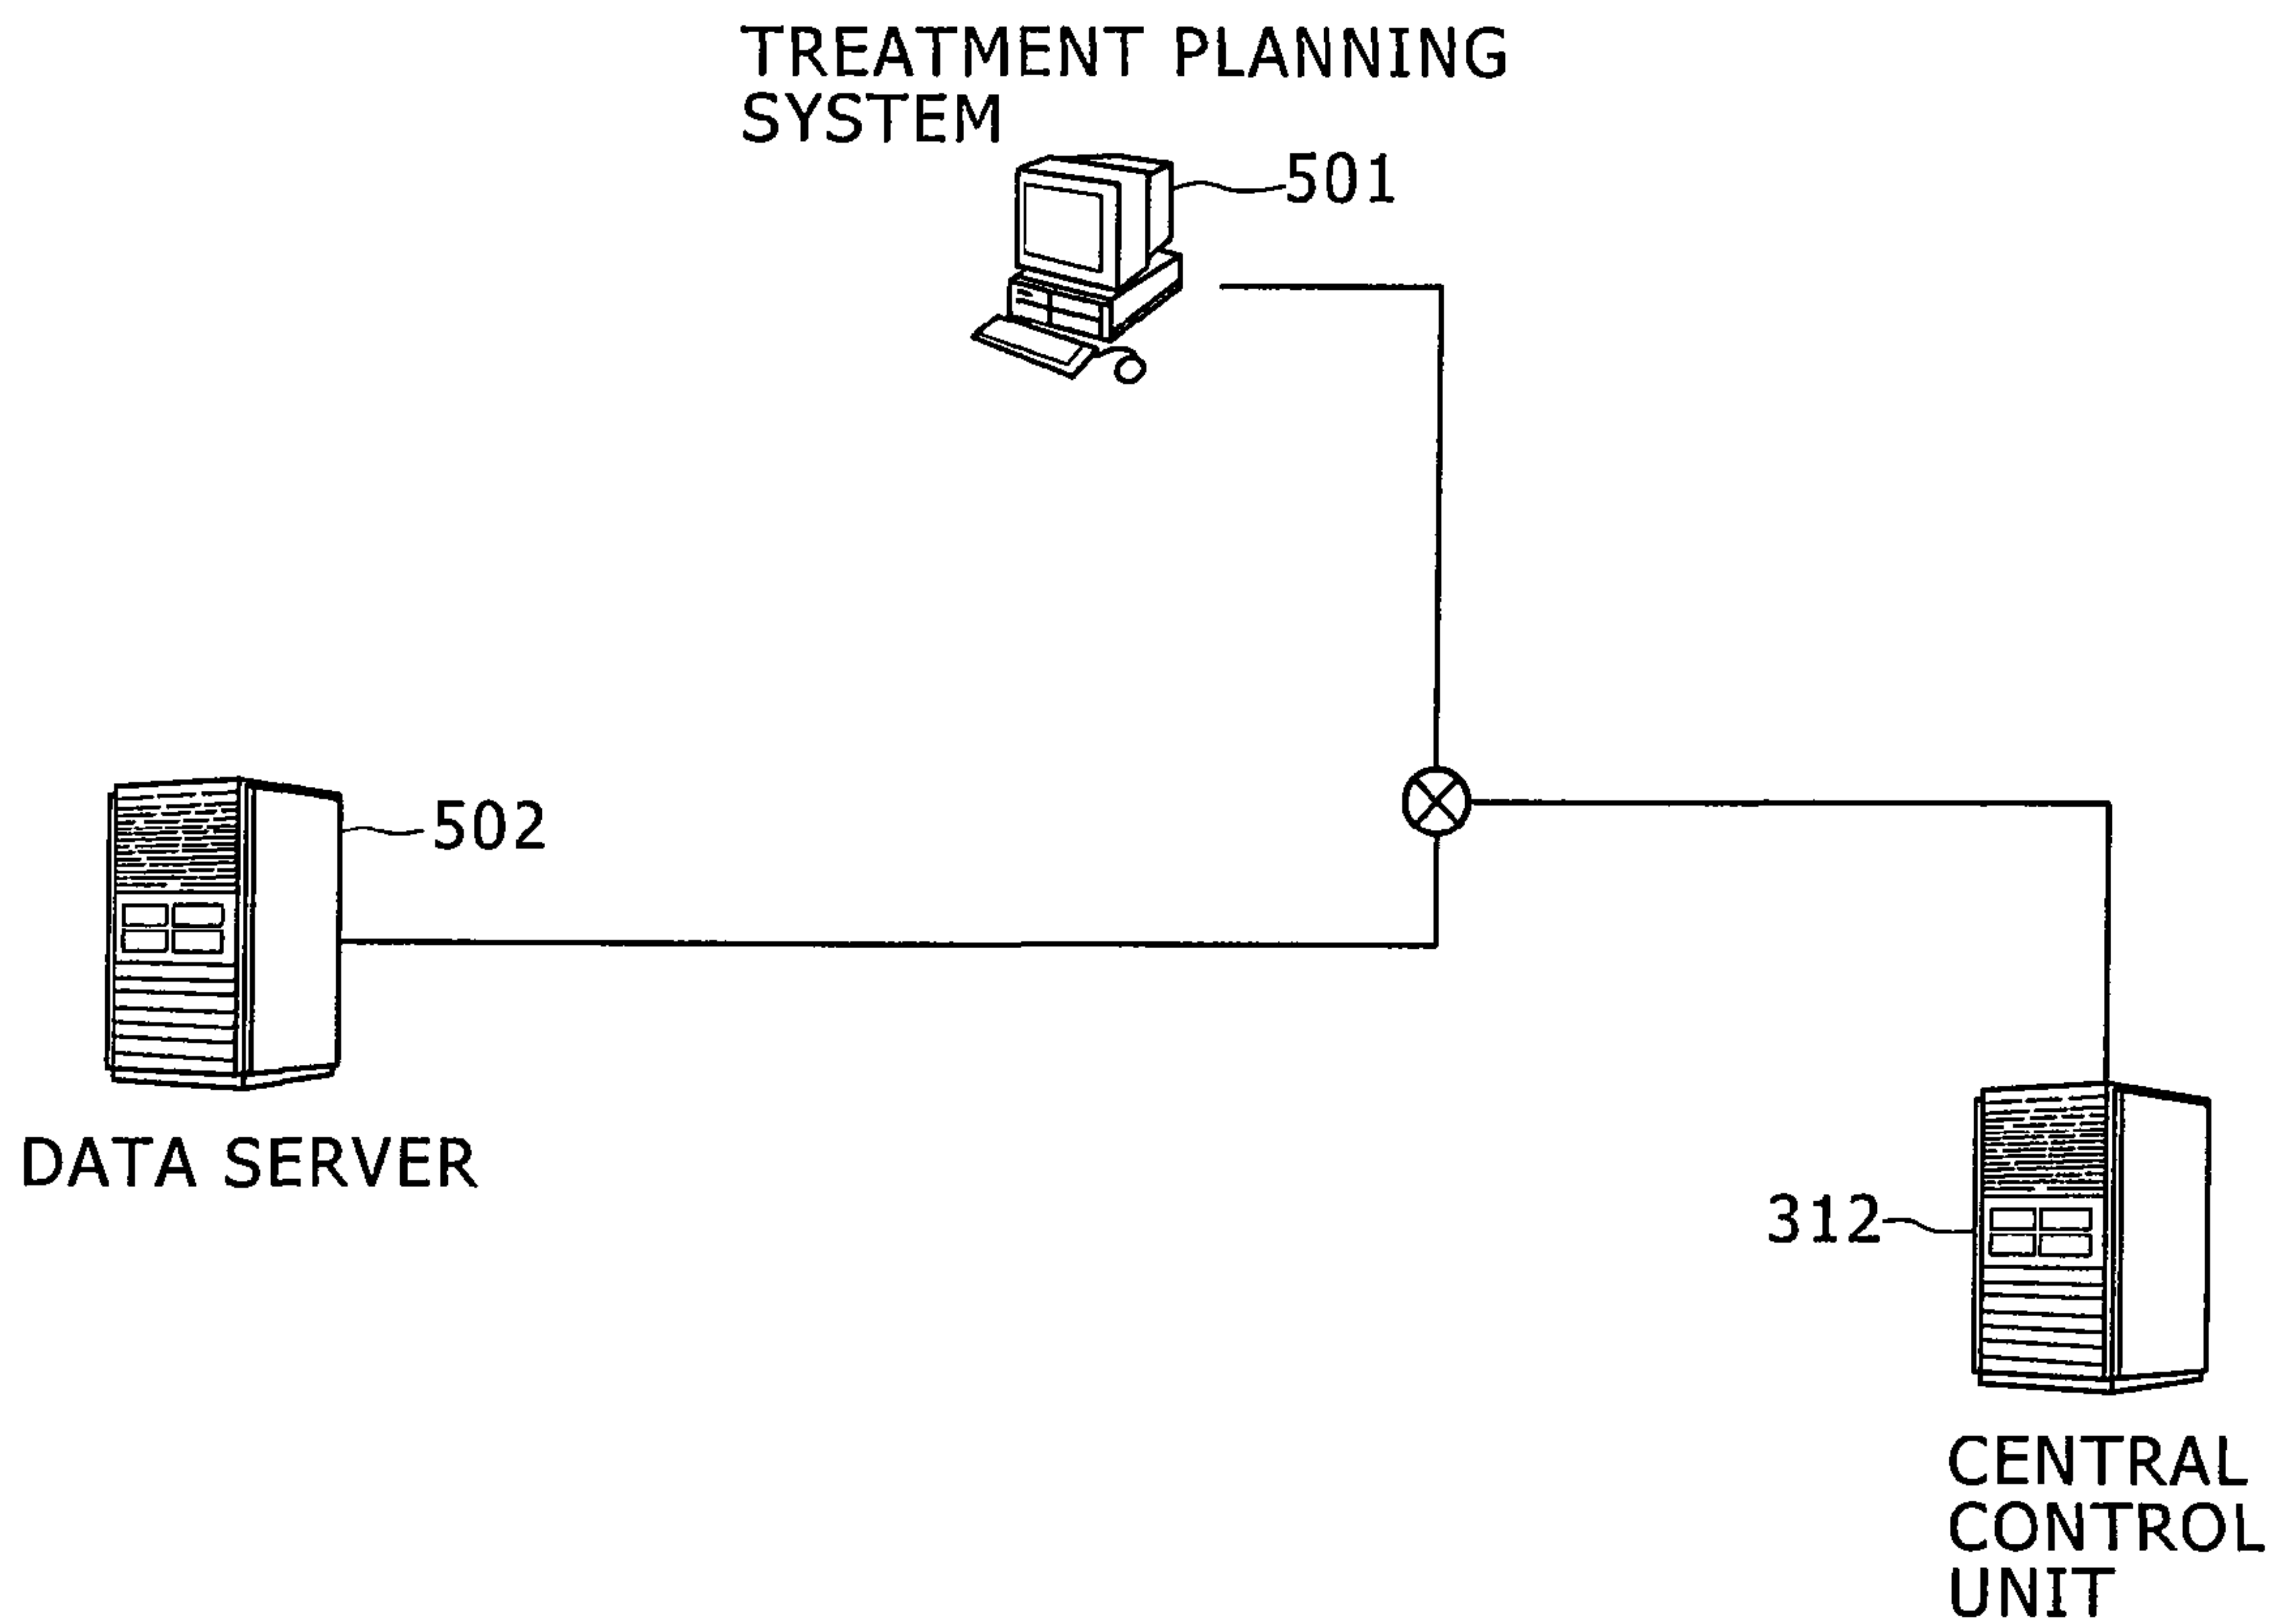 TREATMENT PLANNING
SYSTEM
501
502
DATA SERVER
312
CENTRAL
CONTROL
UNIT